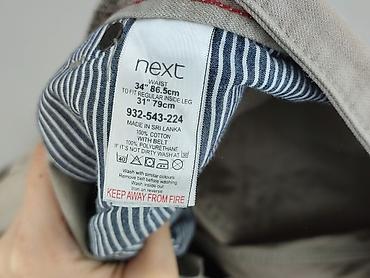 next
WAIST
34" 86.5cm
TO FIT REGULAR INSIDE LEG
31" 79cm
932-543-224
MADE IN SRI LANKA
100% COTTON
WITH BELT
100% POLYURETHANE
IF IT'S NOT DIRTY WASH AT 30
40
Wash with similar colours
Remove belt before washing
Wash inside out
Iron on reverse
KEEP AWAY FROM FIRE